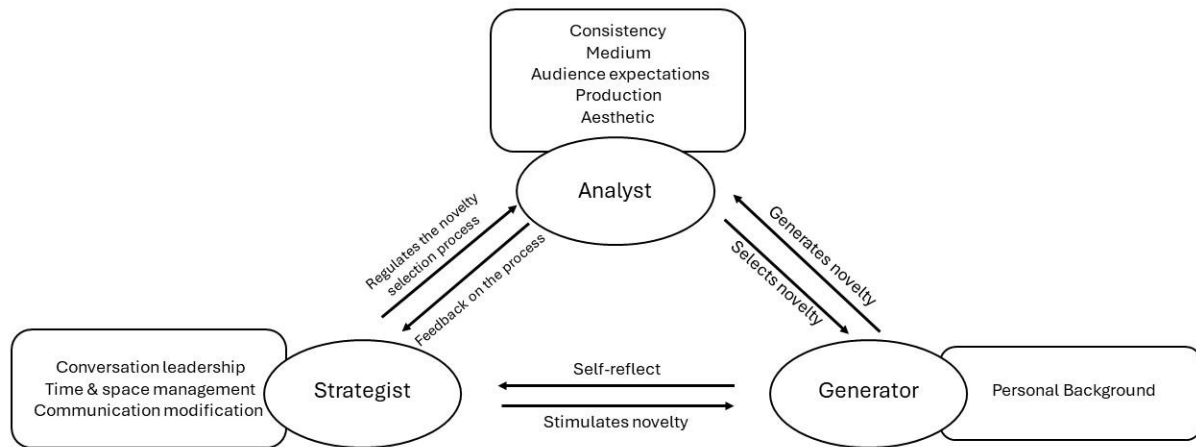 Consistency
Medium
Audience expectations
Production
Aesthetic
Analyst
Regulates the novelty
selection process
Feedback on the process
Generates novelty
Selects novelty
Conversation leadership
Time & space management
Communication modification
Strategist
Self-reflect
Stimulates novelty
Generator
Personal Background